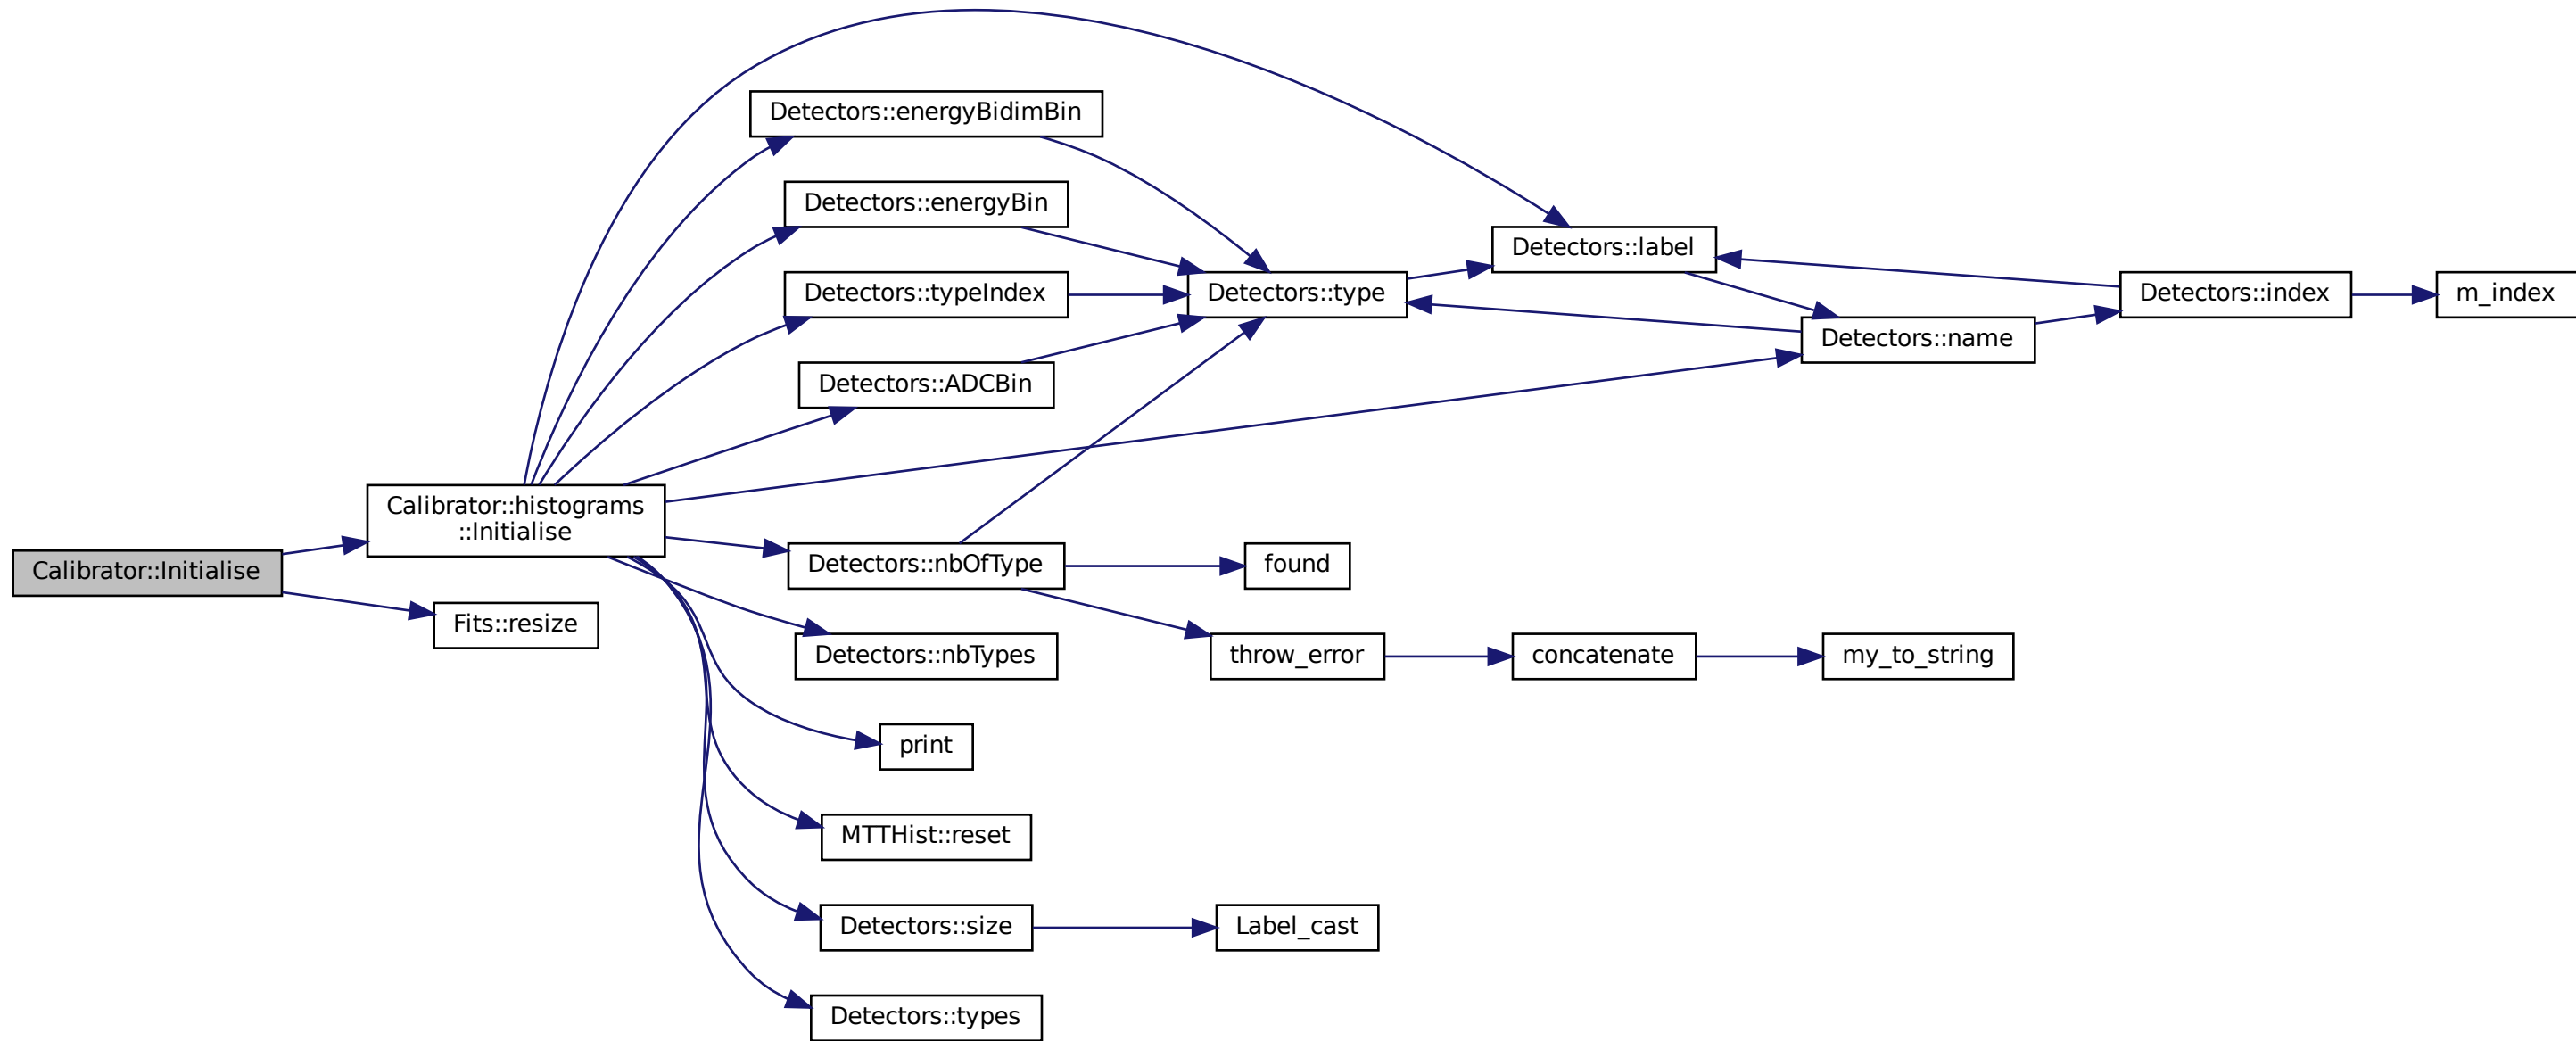 Detectors::energyBidimBin
Detectors::energyBin
Detectors::label
Detectors::typeIndex
Detectors::type
Detectors::index
m_index
Detectors::name
Detectors::ADCBin
Calibrator::histograms
::Initialise
Calibrator::Initialise
Detectors::nbOfType
found
Fits::resize
Detectors::nbTypes
throw_error
concatenate
my_to_string
print
MTTHist::reset
Detectors::size
Label_cast
Detectors::types